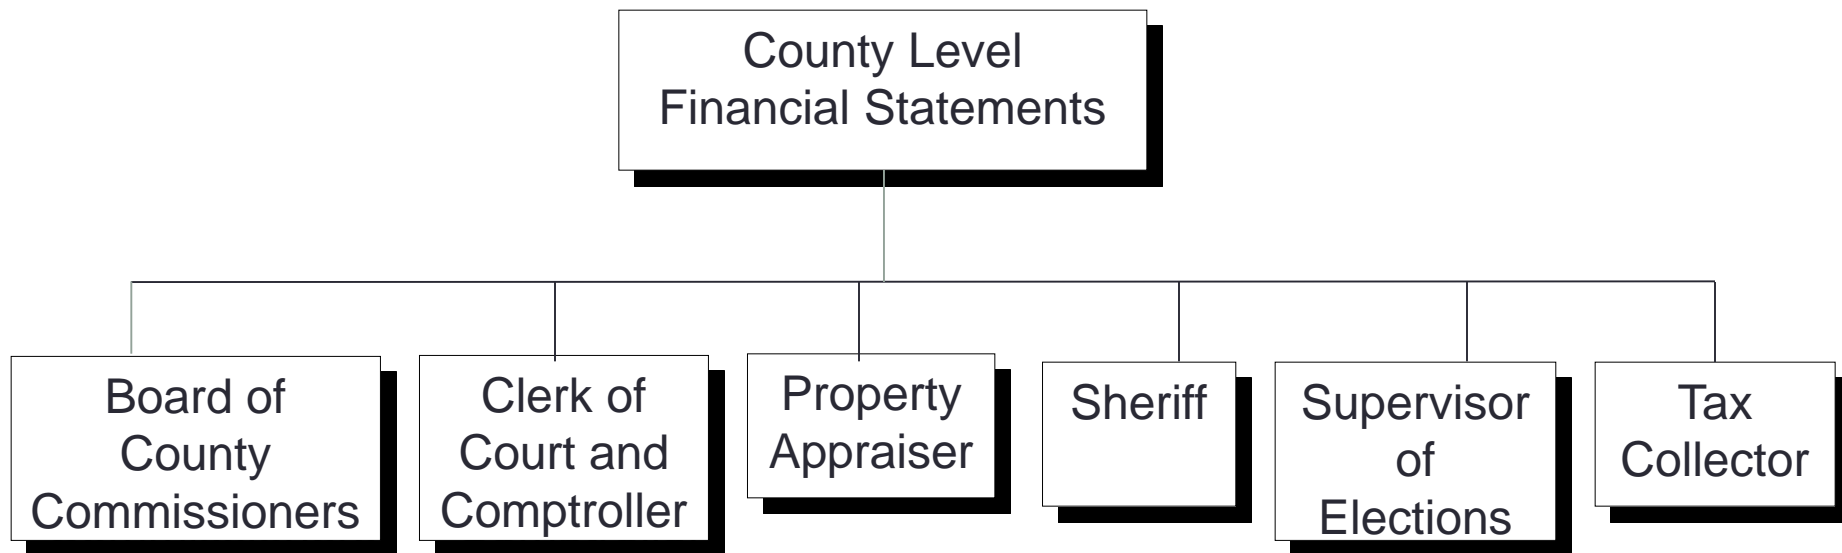 County Level
Financial Statements
Board of
County
Commissioners
Clerk of
Court and
Comptroller
Property
Appraiser
Sheriff
Supervisor
of
Elections
Tax
Collector